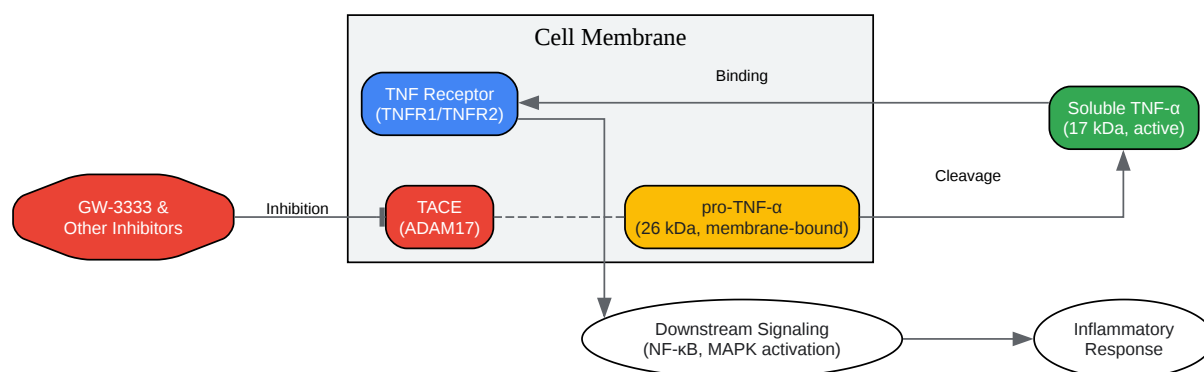 Cell Membrane
TNF Receptor
(TNFR1/TNFR2)
Binding
Soluble TNF-α
(17 kDa, active)
Cleavage
GW-3333 &
Other Inhibitors
Inhibition
TACE
(ADAM17)
pro-TNF-α
(26 kDa, membrane-bound)
Downstream Signaling
(NF-κB, MAPK activation)
Inflammatory
Response